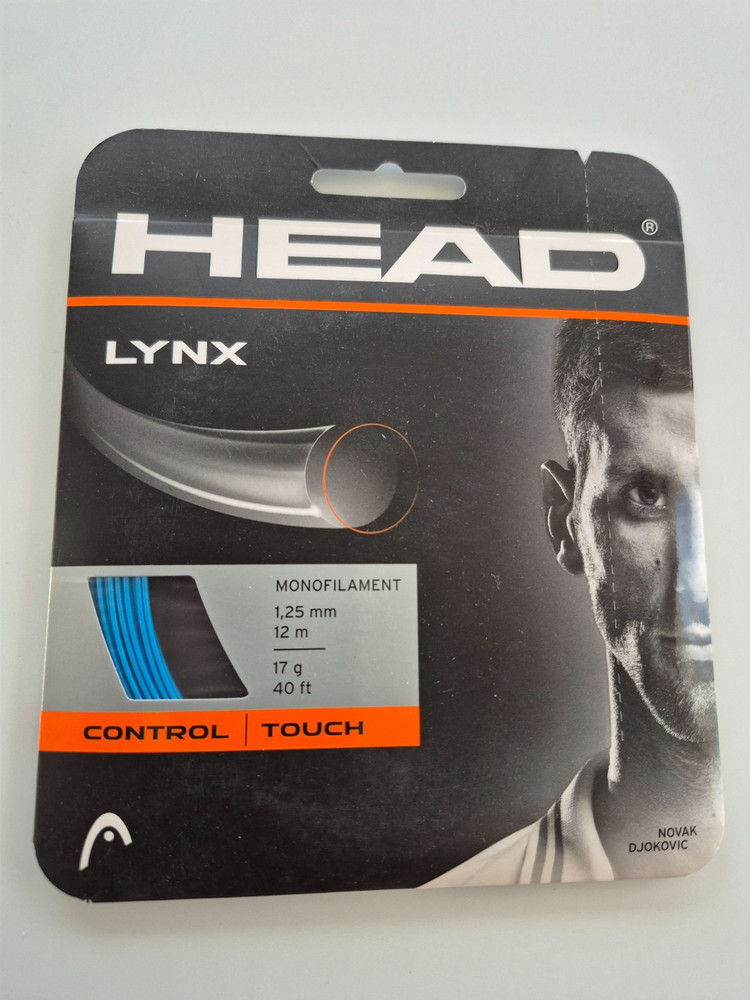 HEAD®
LYNX
MONOFILAMENT
1,25 mm
12 m
17 g
40 ft
CONTROL | TOUCH
NOVAK
DJOKOVIC